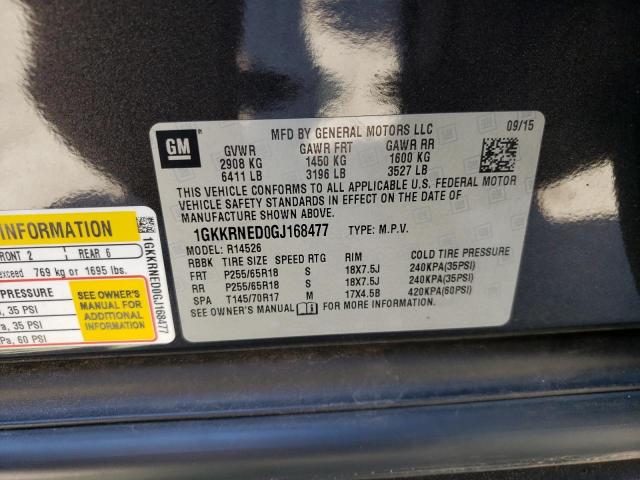 GM
MFD BY GENERAL MOTORS LLC 09/15
GVWR GAWR FRT GAWR RR
2908 KG 1450 KG 1600 KG
6411 LB 3196 LB 3527 LB
THIS VEHICLE CONFORMS TO ALL APPLICABLE U.S. FEDERAL MOTOR
VEHICLE SAFETY STANDARDS IN EFFECT ON THE DATE OF
MANUFACTURE SHOWN ABOVE.
1GKKRNED0GJ168477 TYPE: M.P.V.
MODEL: R14526
RBBK TIRE SIZE SPEED RTG RIM COLD TIRE PRESSURE
FRT P255/65R18 S 18X7.5J 240KPA(35PSI)
RR P255/65R18 S 18X7.5J 240KPA(35PSI)
SPA T145/70R17 M 17X4.5B 420KPA(60PSI)
SEE OWNER'S MANUAL FOR MORE INFORMATION.
INFORMATION
FRONT 2 REAR 6
exceed 769 kg or 1695 lbs.
PRESSURE
, 35 PSI
a, 35 PSI
Pa, 60 PSI
SEE OWNER'S
MANUAL FOR
ADDITIONAL
INFORMATION
1GKKRNED0GJ168477